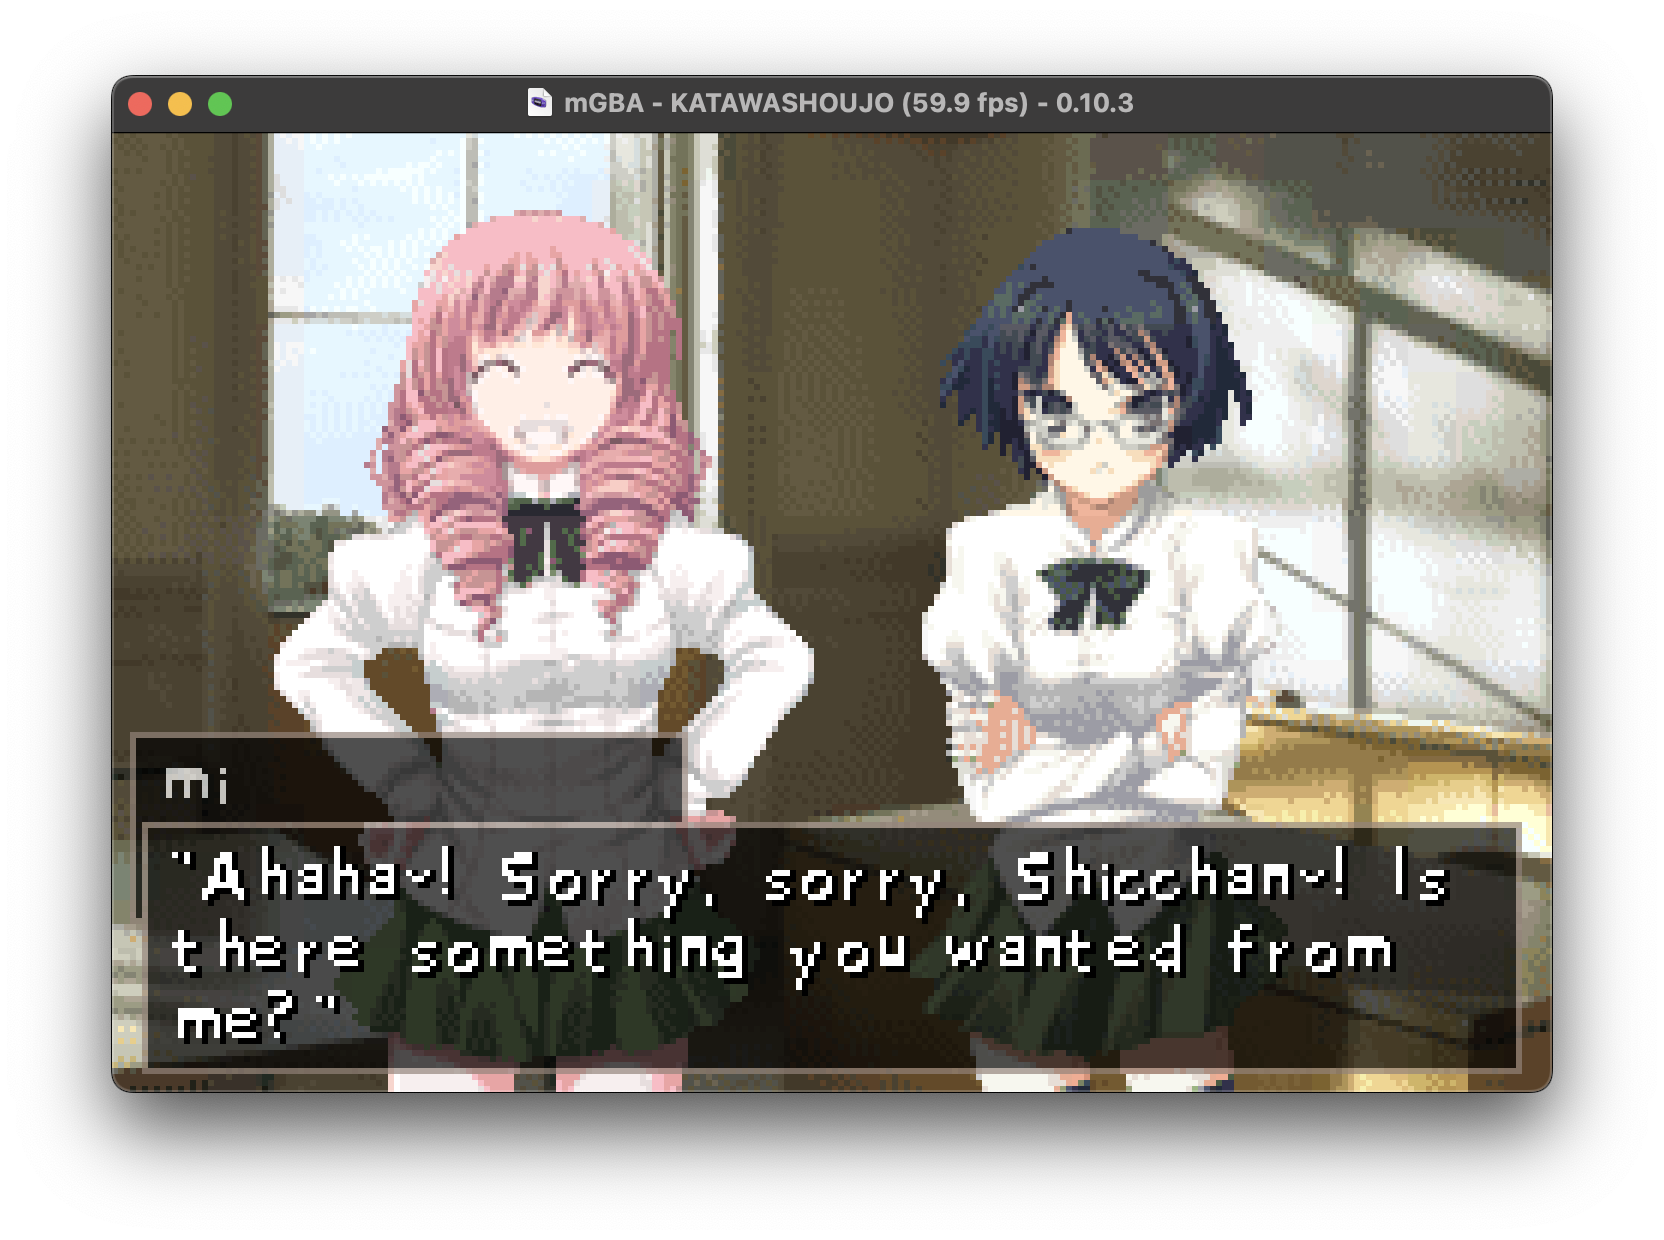 mGBA - KATAWASHOUJO (59.9 fps) - 0.10.3
mi
"Ahaha~! Sorry, sorry, Shicchan~! Is
there something you wanted from
me?"